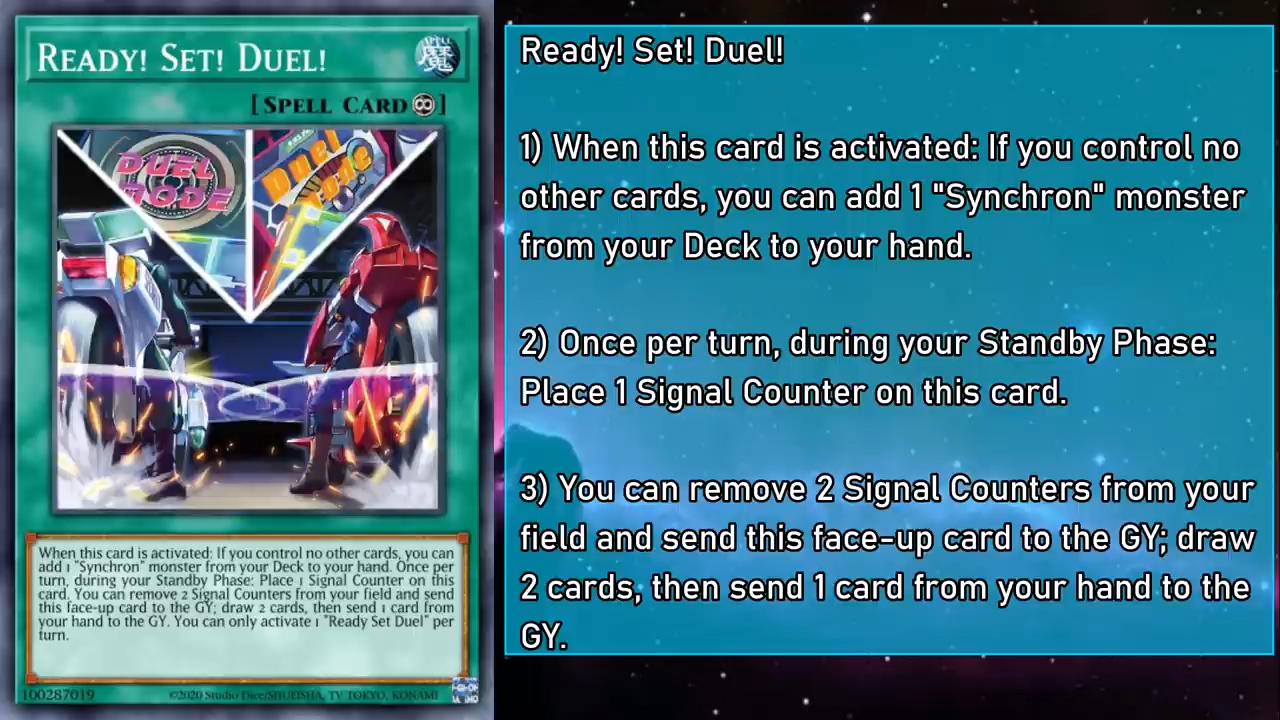 READY! SET! DUEL!
[SPELL CARD]
DUEL
MODE
DUEL
When this card is activated: If you control no other cards, you can
add 1 "Synchron" monster from your Deck to your hand. Once per
turn, during your Standby Phase: Place 1 Signal Counter on this
card. You can remove 2 Signal Counters from your field and send
this face-up card to the GY; draw 2 cards, then send 1 card from
your hand to the GY. You can only activate 1 "Ready Set Duel" per
turn.
100287019
©2020 Studio Dice/SHUEISHA, TV TOKYO, KONAMI
Ready! Set! Duel!
1) When this card is activated: If you control no
other cards, you can add 1 "Synchron" monster
from your Deck to your hand.
2) Once per turn, during your Standby Phase:
Place 1 Signal Counter on this card.
3) You can remove 2 Signal Counters from your
field and send this face-up card to the GY; draw
2 cards, then send 1 card from your hand to the
GY.